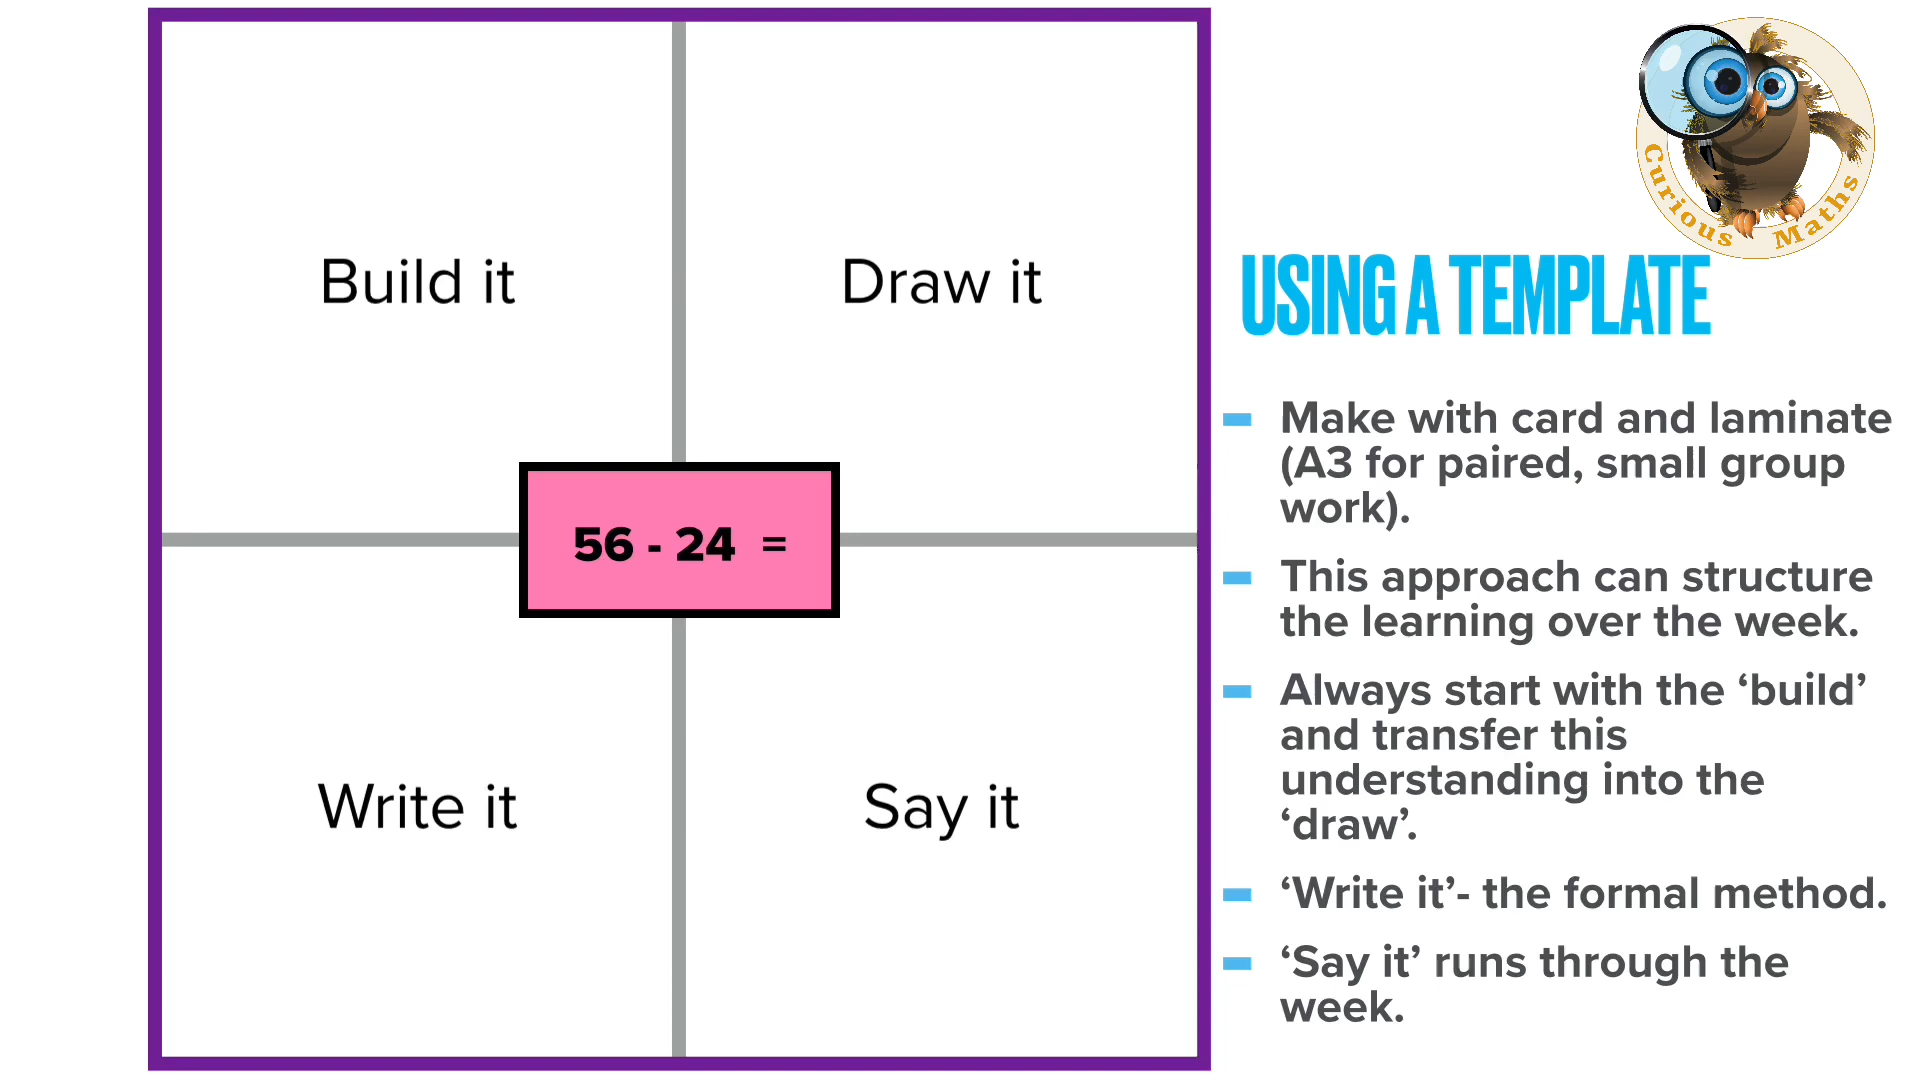 Build it
Draw it
56 - 24 =
Write it
Say it
Curious Maths
USING A TEMPLATE
Make with card and laminate
(A3 for paired, small group
work).
This approach can structure
the learning over the week.
Always start with the ‘build’
and transfer this
understanding into the
‘draw’.
‘Write it’- the formal method.
‘Say it’ runs through the
week.